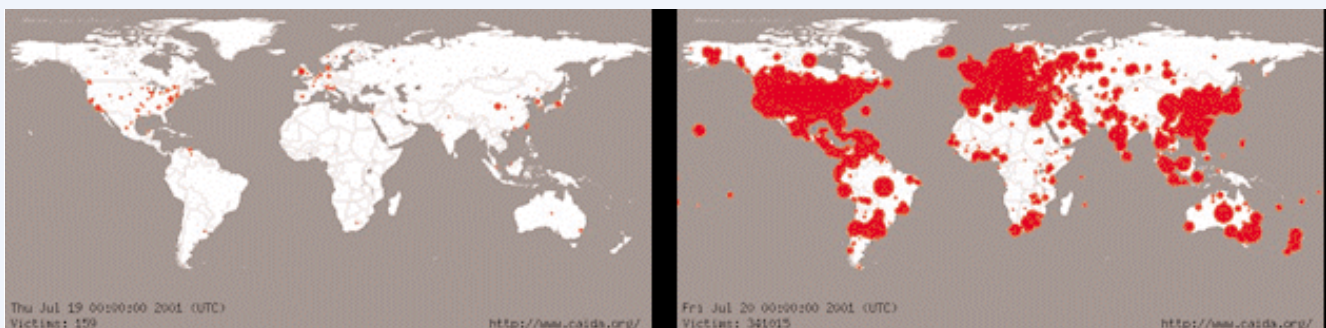 Thu Jul 19 00:00:00 2001 (UTC)
Victims: 159
http://www.caida.org/
Fri Jul 20 00:00:00 2001 (UTC)
Victims: 341015
http://www.caida.org/